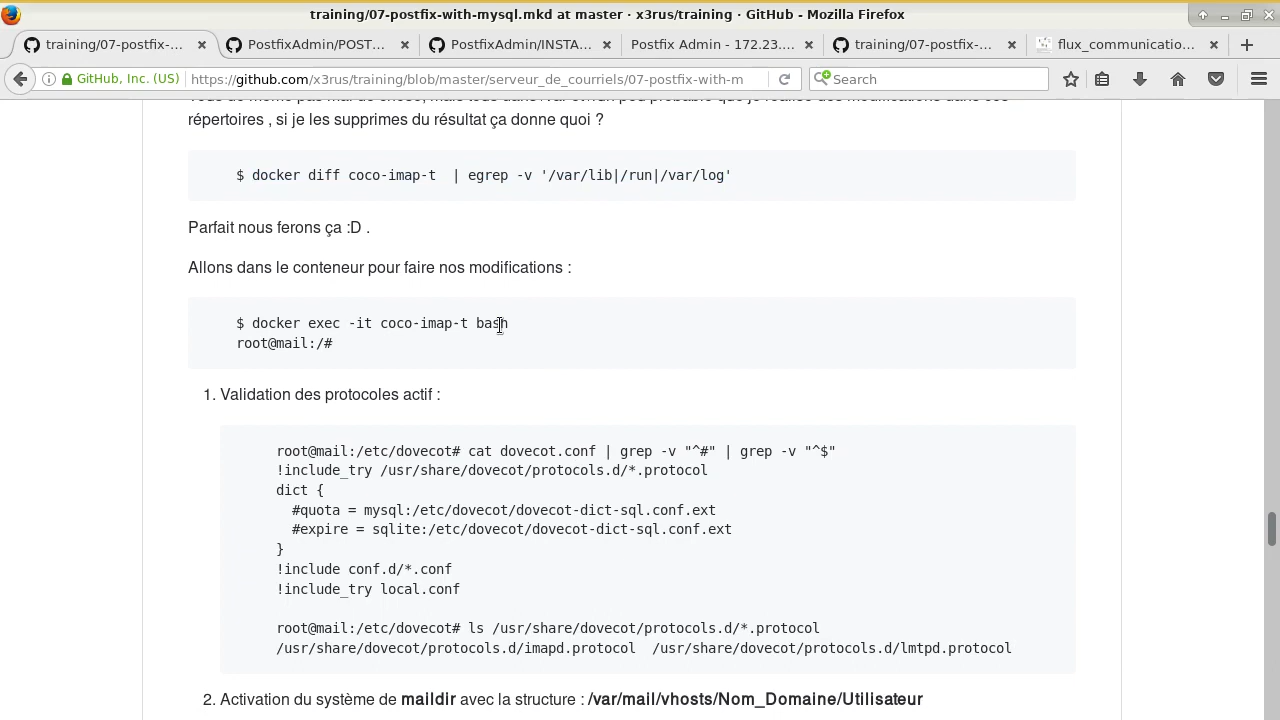 training/07-postfix-with-mysql.mkd at master · x3rus/training · GitHub - Mozilla Firefox
training/07-postfix-...
PostfixAdmin/POST...
PostfixAdmin/INSTA...
Postfix Admin - 172.23....
training/07-postfix-...
flux_communicatio...
GitHub, Inc. (US)
https://github.com/x3rus/training/blob/master/serveur_de_courriels/07-postfix-with-m
Search
répertoires , si je les supprimes du résultat ça donne quoi ?
$ docker diff coco-imap-t  | egrep -v '/var/lib|/run|/var/log'
Parfait nous ferons ça :D .
Allons dans le conteneur pour faire nos modifications :
$ docker exec -it coco-imap-t bash
root@mail:/#
1. Validation des protocoles actif :
root@mail:/etc/dovecot# cat dovecot.conf | grep -v "^#" | grep -v "^$"
!include_try /usr/share/dovecot/protocols.d/*.protocol
dict {
  #quota = mysql:/etc/dovecot/dovecot-dict-sql.conf.ext
  #expire = sqlite:/etc/dovecot/dovecot-dict-sql.conf.ext
}
!include conf.d/*.conf
!include_try local.conf
root@mail:/etc/dovecot# ls /usr/share/dovecot/protocols.d/*.protocol
/usr/share/dovecot/protocols.d/imapd.protocol  /usr/share/dovecot/protocols.d/lmtpd.protocol
2. Activation du système de maildir avec la structure : /var/mail/vhosts/Nom_Domaine/Utilisateur